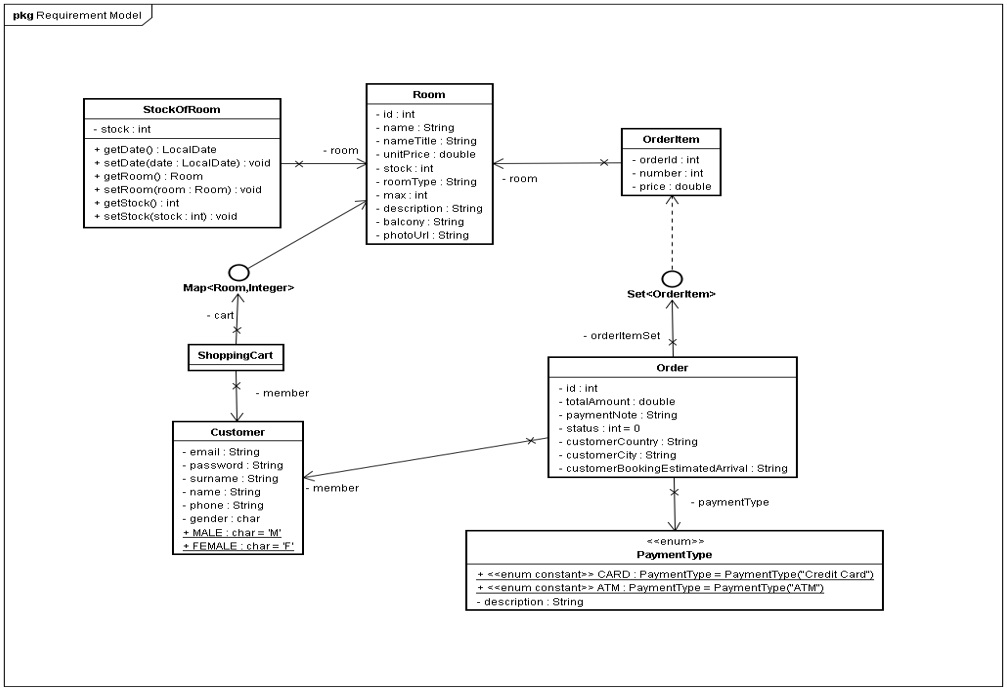 pkg Requirement Model
StockOfRoom
- stock : int
+ getDate() : LocalDate
+ setDate(date : LocalDate) : void
+ getRoom() : Room
+ setRoom(room : Room) : void
+ getStock() : int
+ setStock(stock : int) : void
- room
Room
- id : int
- name : String
- nameTitle : String
- unitPrice : double
- stock : int
- roomType : String
- max : int
- description : String
- balcony : String
- photoUrl : String
- room
OrderItem
- orderId : int
- number : int
- price : double
Map<Room,Integer>
- cart
ShoppingCart
- member
Customer
- email : String
- password : String
- surname : String
- name : String
- phone : String
- gender : char
+ MALE : char = 'M'
+ FEMALE : char = 'F'
- member
Set<OrderItem>
- orderItemSet
Order
- id : int
- totalAmount : double
- paymentNote : String
- status : int = 0
- customerCountry : String
- customerCity : String
- customerBookingEstimatedArrival : String
- paymentType
<<enum>>
PaymentType
+ <<enum constant>> CARD : PaymentType = PaymentType("Credit Card")
+ <<enum constant>> ATM : PaymentType = PaymentType("ATM")
- description : String